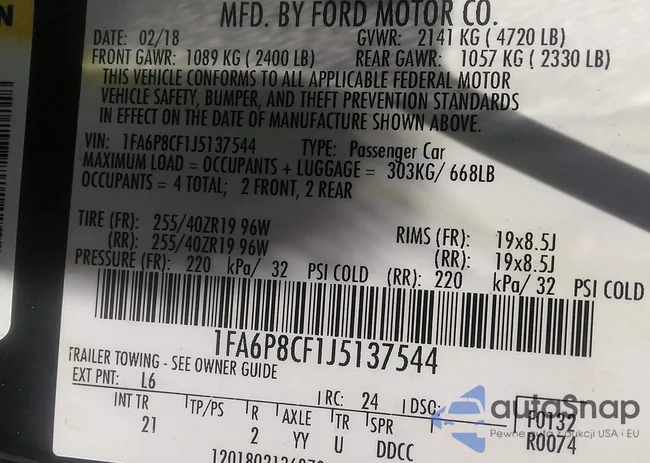 MFD. BY FORD MOTOR CO.
DATE: 02/18 GVWR: 2141 KG ( 4720 LB)
FRONT GAWR: 1089 KG ( 2400 LB) REAR GAWR: 1057 KG ( 2330 LB)
THIS VEHICLE CONFORMS TO ALL APPLICABLE FEDERAL MOTOR
VEHICLE SAFETY, BUMPER, AND THEFT PREVENTION STANDARDS
IN EFFECT ON THE DATE OF MANUFACTURE SHOWN ABOVE.
VIN: 1FA6P8CF1J5137544 TYPE: Passenger Car
MAXIMUM LOAD = OCCUPANTS + LUGGAGE = 303KG/ 668LB
OCCUPANTS = 4 TOTAL; 2 FRONT, 2 REAR
TIRE (FR): 255/40ZR19 96W RIMS (FR): 19x8.5J
(RR): 255/40ZR19 96W (RR): 19x8.5J
PRESSURE (FR): 220 kPa/ 32 PSI COLD (RR): 220 kPa/ 32 PSI COLD
1FA6P8CF1J5137544
TRAILER TOWING - SEE OWNER GUIDE
EXT PNT: L6 RC: 24 DSO: F0132
INT TR TP/PS R AXLE TR SPR R0074
21 2 YY U DDCC
autoSnap
Pewne auta z aukcji USA i EU